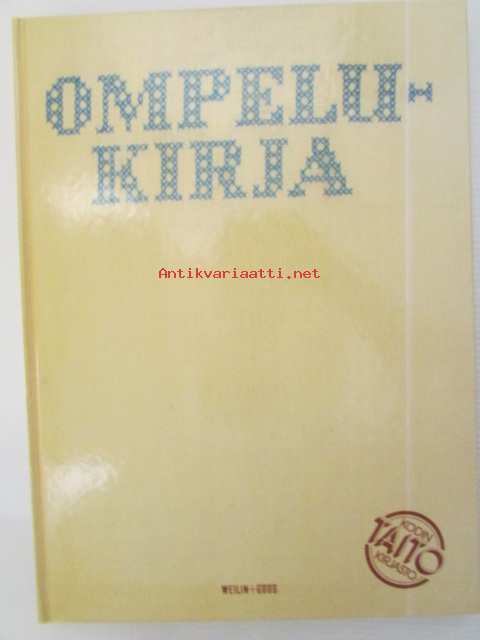 OMPELU-
KIRJA
Antikvariaatti.net
KODIN
TAITO
KIRJASTO
WEILIN+GÖÖS